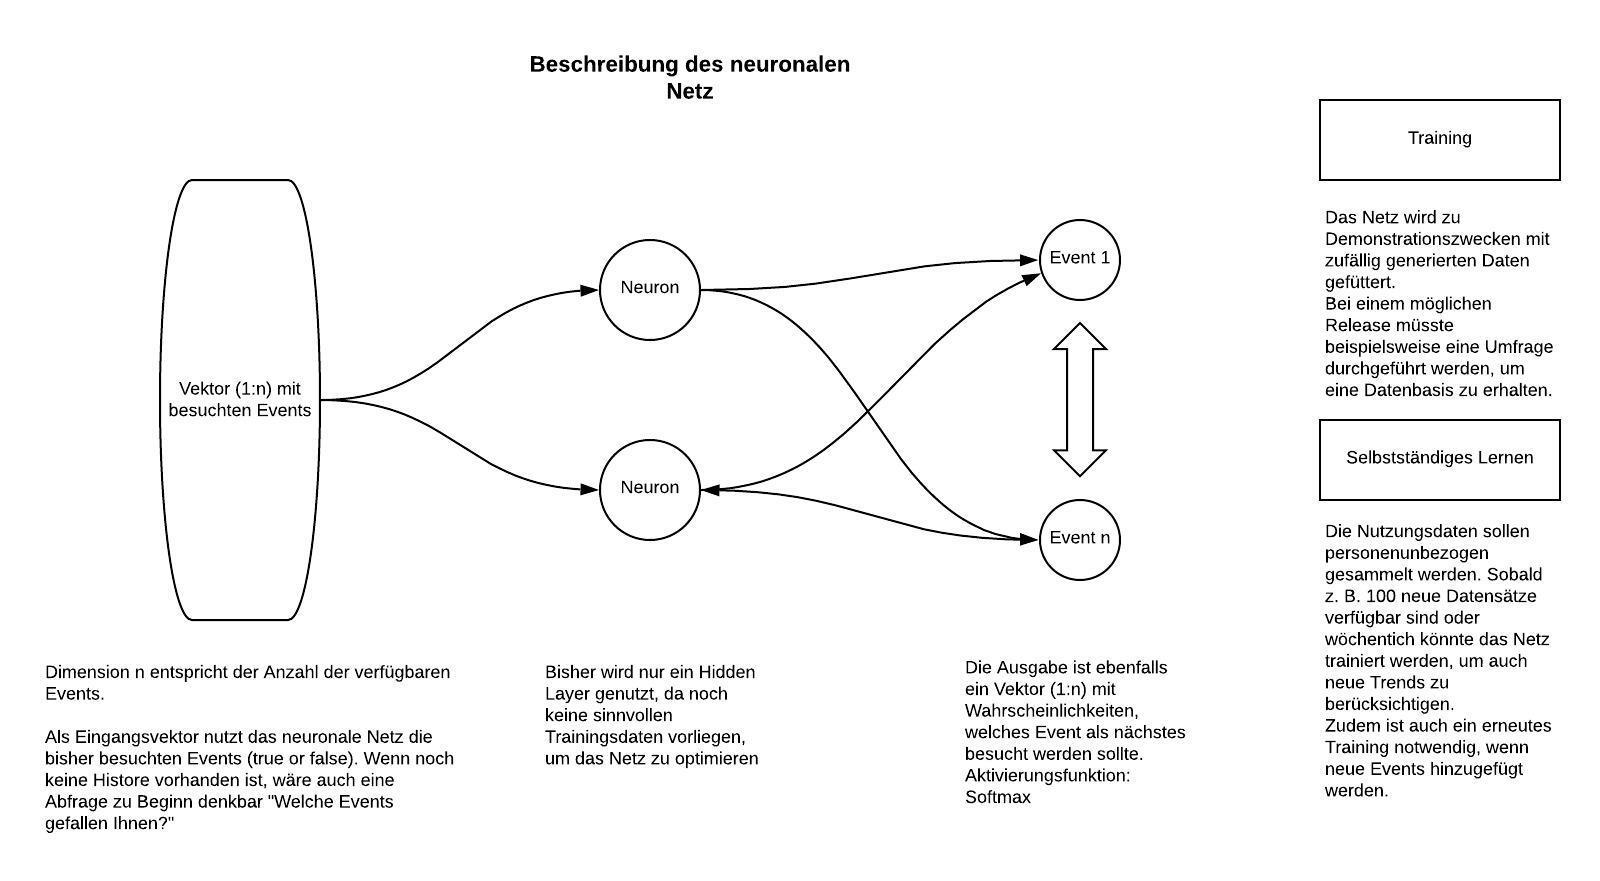 Beschreibung des neuronalen
Netz
Vektor (1:n) mit
besuchten Events
Neuron
Neuron
Event 1
Event n
Dimension n entspricht der Anzahl der verfügbaren
Events.
Als Eingangsvektor nutzt das neuronale Netz die
bisher besuchten Events (true or false). Wenn noch
keine Histore vorhanden ist, wäre auch eine
Abfrage zu Beginn denkbar "Welche Events
gefallen Ihnen?"
Bisher wird nur ein Hidden
Layer genutzt, da noch
keine sinnvollen
Trainingsdaten vorliegen,
um das Netz zu optimieren
Die Ausgabe ist ebenfalls
ein Vektor (1:n) mit
Wahrscheinlichkeiten,
welches Event als nächstes
besucht werden sollte.
Aktivierungsfunktion:
Softmax
Training
Das Netz wird zu
Demonstrationszwecken mit
zufällig generierten Daten
gefüttert.
Bei einem möglichen
Release müsste
beispielsweise eine Umfrage
durchgeführt werden, um
eine Datenbasis zu erhalten.
Selbstständiges Lernen
Die Nutzungsdaten sollen
personenunbezogen
gesammelt werden. Sobald
z. B. 100 neue Datensätze
verfügbar sind oder
wöchentich könnte das Netz
trainiert werden, um auch
neue Trends zu
berücksichtigen.
Zudem ist auch ein erneutes
Training notwendig, wenn
neue Events hinzugefügt
werden.